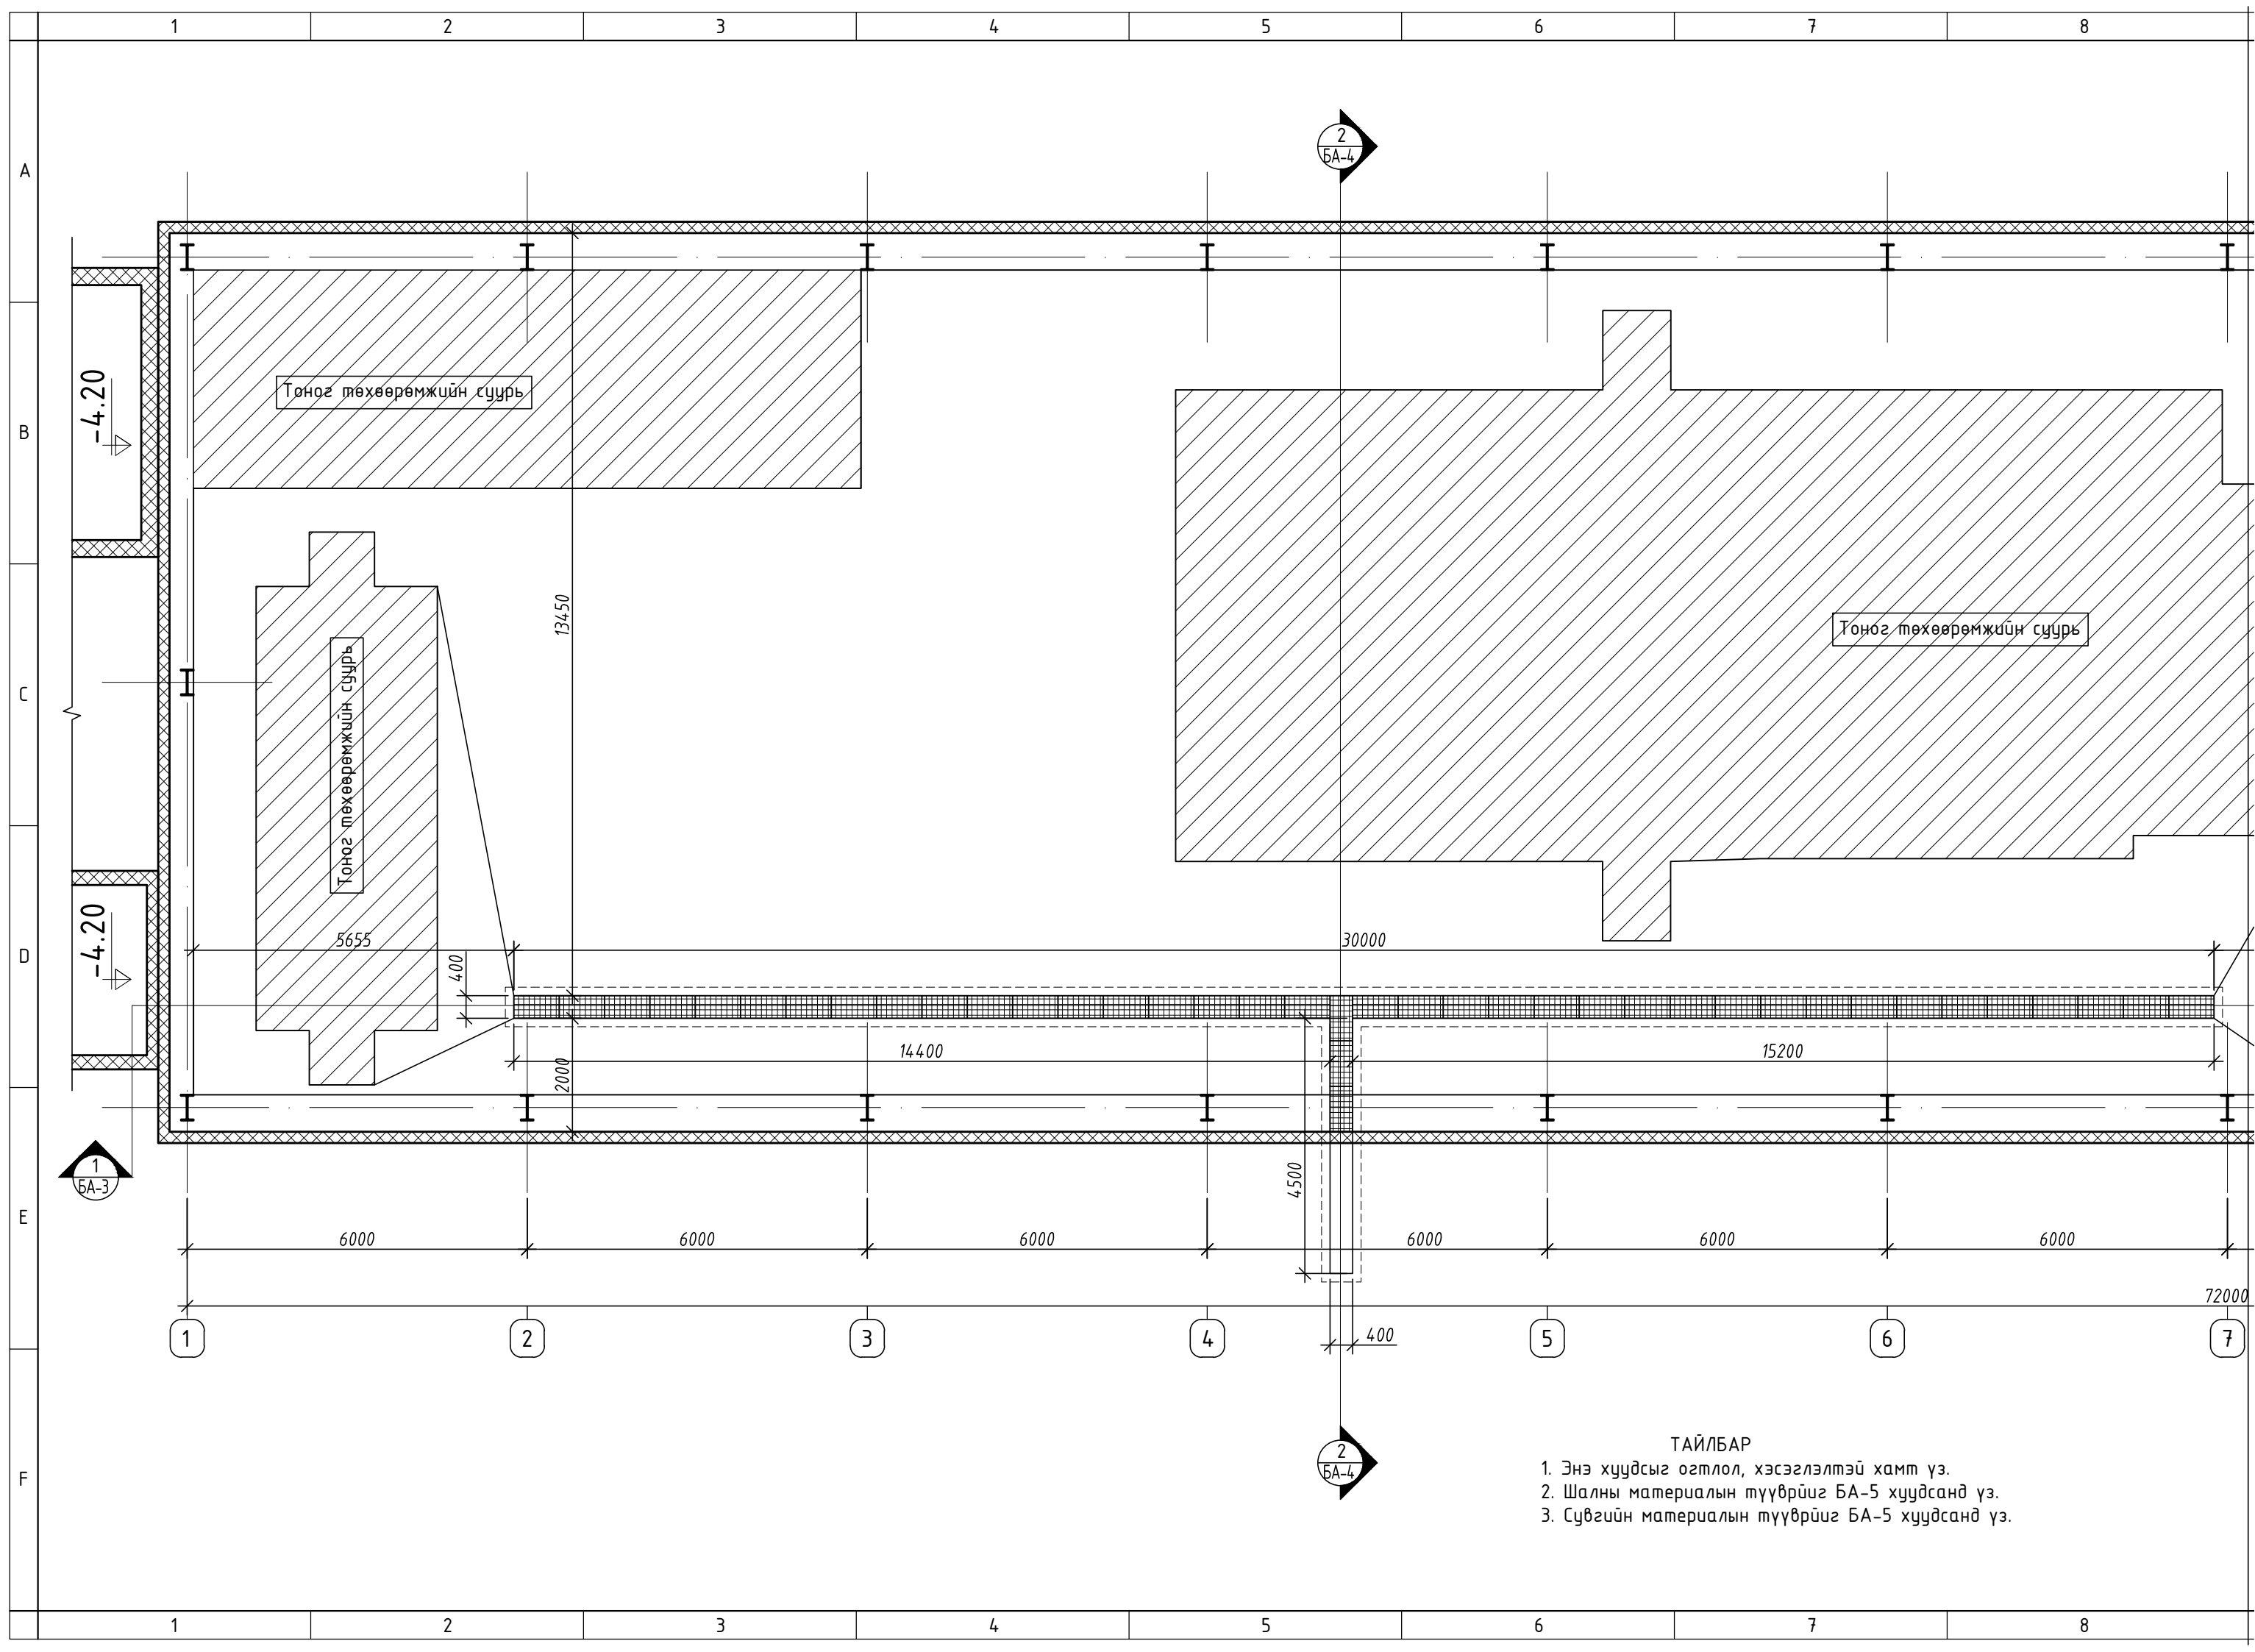 1 2 3 4 5 6 7 8
A
B
C
D
E
F
2
БА-4
Тоног төхөөрөмжийн суурь
-4.20
13450
Тоног төхөөрөмжийн суурь
Тоног төхөөрөмжийн суурь
-4.20
5655
30000
400
14400
15200
2000
1
БА-3
4500
6000 6000 6000 6000 6000 6000
72000
1 2 3 4 5 6 7
400
2
БА-4
ТАЙЛБАР
1. Энэ хуудсыг огтлол, хэсэглэлтэй хамт үз.
2. Шалны материалын түүврйиг БА-5 хуудсанд үз.
3. Сувгийн материалын түүврйиг БА-5 хуудсанд үз.
1 2 3 4 5 6 7 8